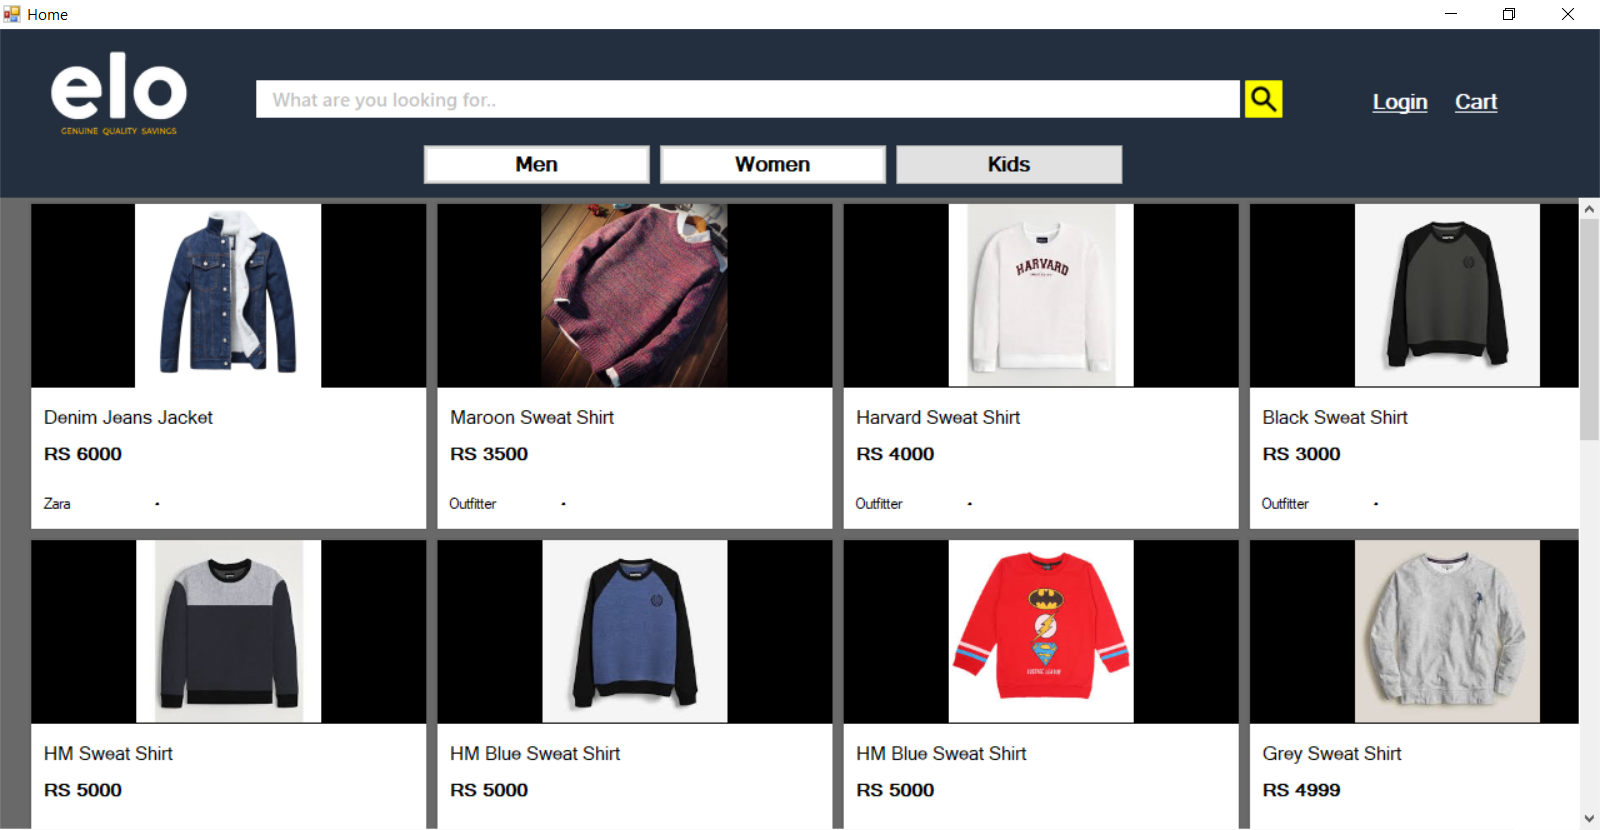 Home
elo
GENUINE QUALITY SAVINGS
What are you looking for..
Login Cart
Men Women Kids
HARVARD
Denim Jeans Jacket Maroon Sweat Shirt Harvard Sweat Shirt Black Sweat Shirt
RS 6000 RS 3500 RS 4000 RS 3000
Zara . Outfitter . Outfitter . Outfitter .
HM Sweat Shirt HM Blue Sweat Shirt HM Blue Sweat Shirt Grey Sweat Shirt
RS 5000 RS 5000 RS 5000 RS 4999